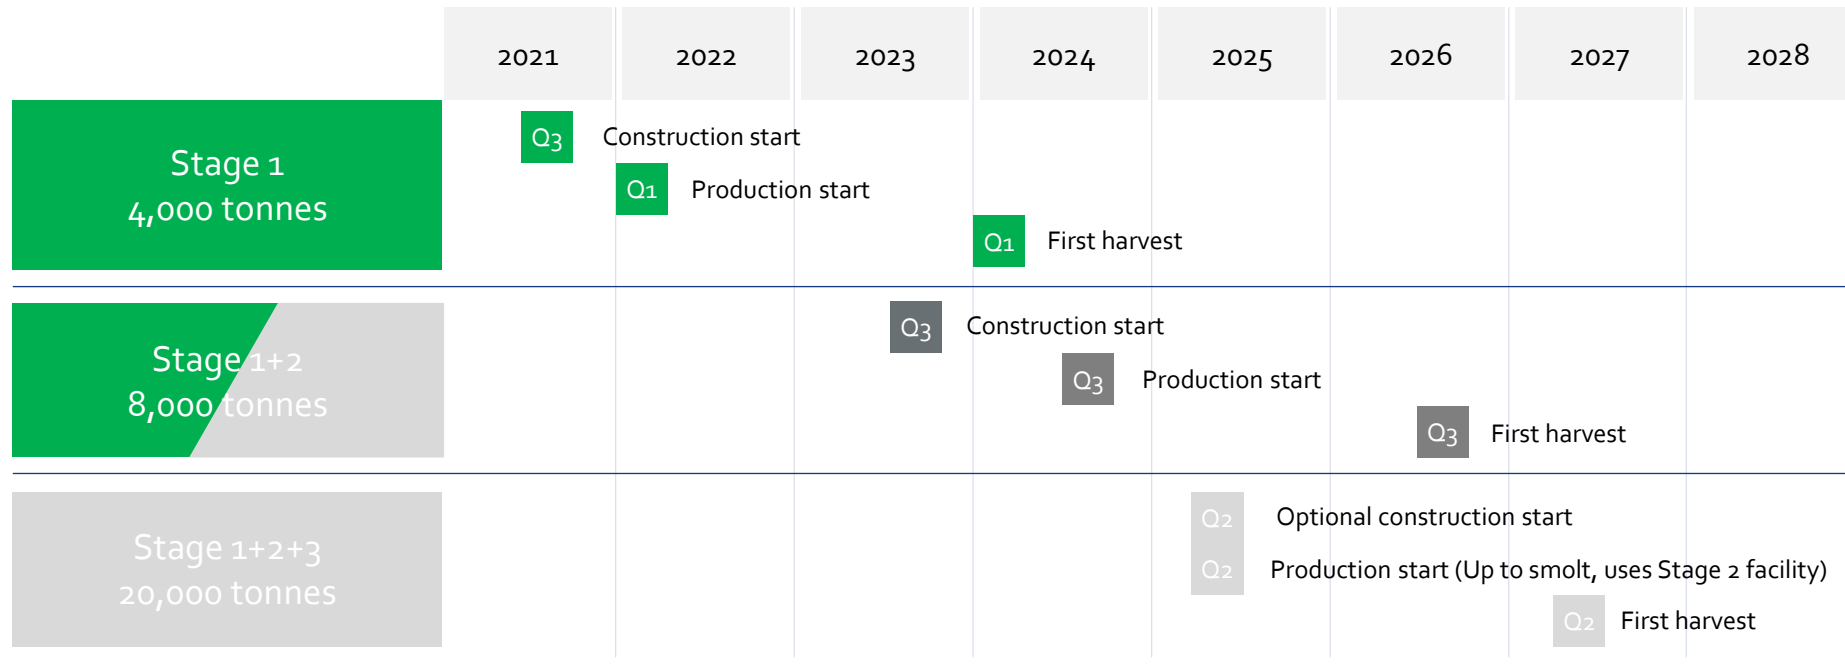 2021 2022 2023 2024 2025 2026 2027 2028
Stage 1
4,000 tonnes
Q3 Construction start
Q1 Production start
Q1 First harvest
Stage 1+2
8,000 tonnes
Q3 Construction start
Q3 Production start
Q3 First harvest
Stage 1+2+3
20,000 tonnes
Q2 Optional construction start
Q2 Production start (Up to smolt, uses Stage 2 facility)
Q2 First harvest